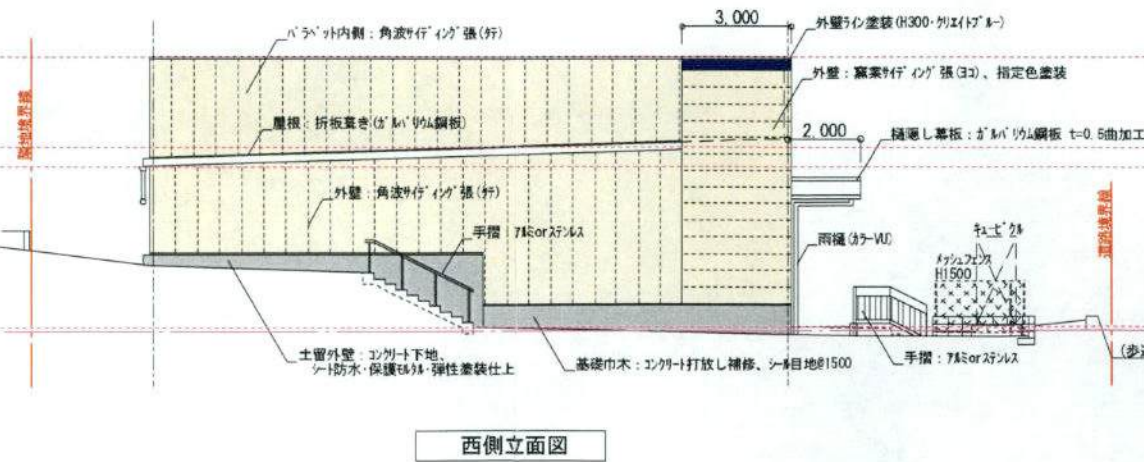 3,000
外壁ライン塗装(H300・クリエイトブルー)
パラペット内側：角波サイディング張(タテ)
外壁：窯業サイディング張(ヨコ)、指定色塗装
隣地境界線
屋根：折板葺き(ガルバリウム鋼板)
2,000
樋隠し幕板：ガルバリウム鋼板 t=0.5曲加工
外壁：角波サイディング張(タテ)
道路境界線
手摺：アルミorステンレス
雨樋(カラーVU)
キュービクル
メッシュフェンス
H1500
土留外壁：コンクリート下地、
シート防水・保護モルタル・弾性塗装仕上
基礎巾木：コンクリート打放し補修、シール目地@1500
手摺：アルミorステンレス
(歩道
西側立面図